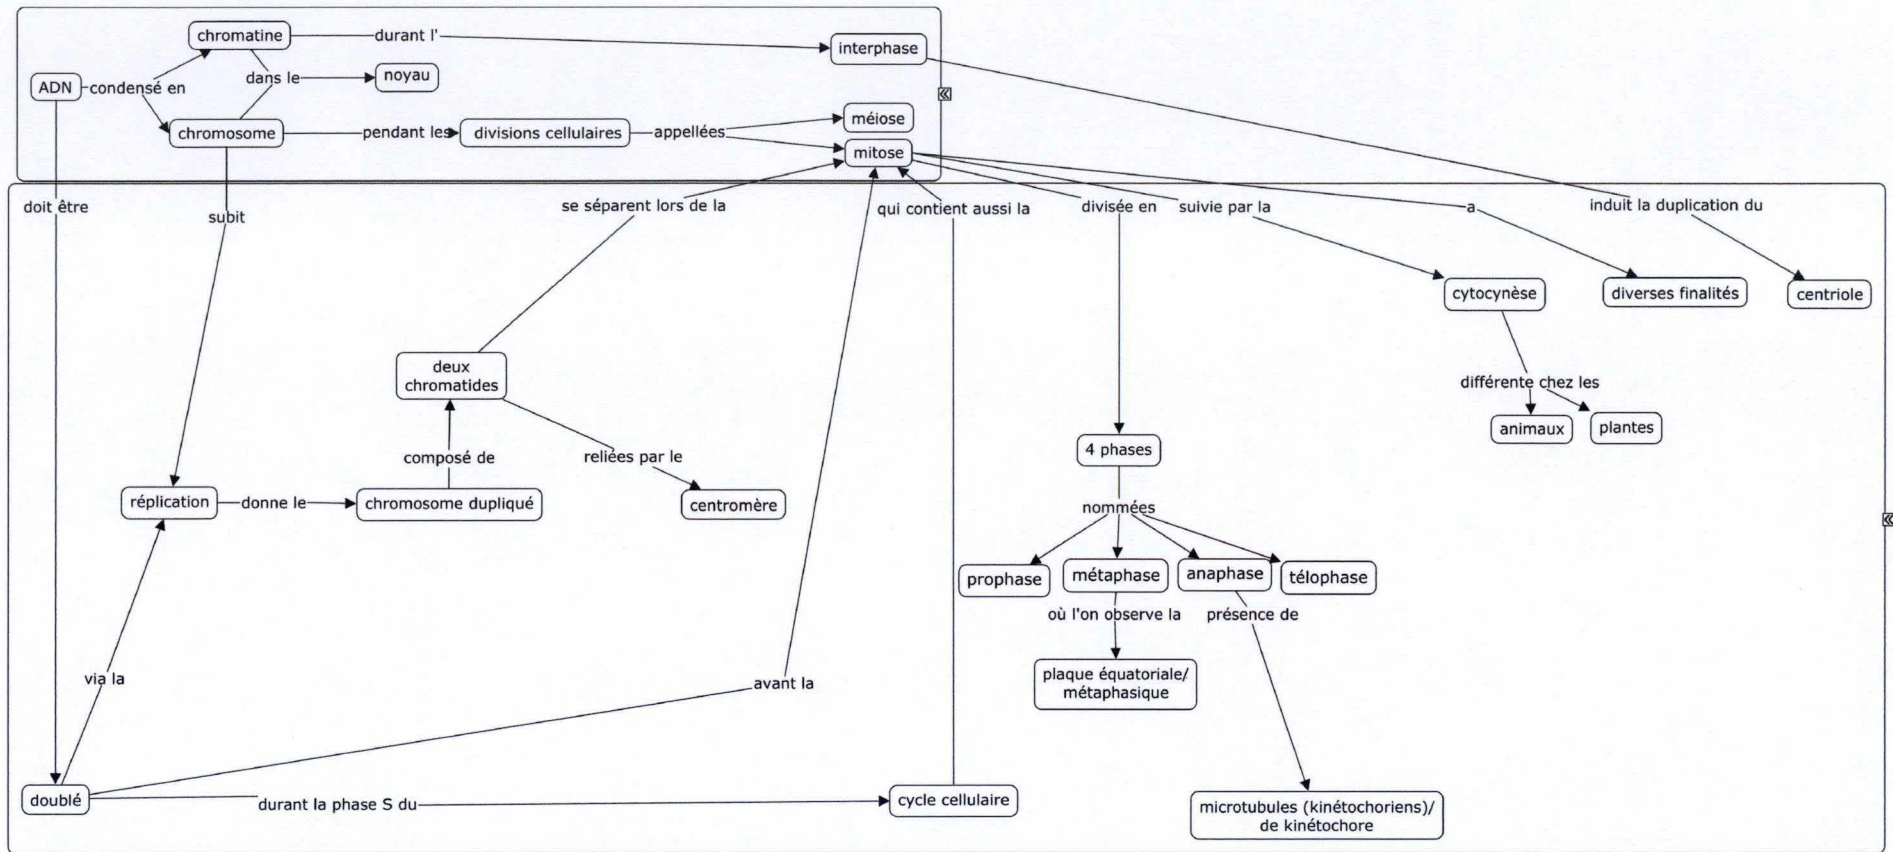 chromatine
durant l'
interphase
ADN
condensé en
dans le
noyau
chromosome
pendant les
divisions cellulaires
appellées
méiose
mitose
doit être
subit
se séparent lors de la
qui contient aussi la
divisée en
suivie par la
a
induit la duplication du
cytocynèse
diverses finalités
centriole
deux
chromatides
différente chez les
animaux
plantes
composé de
reliées par le
4 phases
réplication
donne le
chromosome dupliqué
centromère
nommées
prophase
métaphase
anaphase
télophase
où l'on observe la
présence de
via la
avant la
plaque équatoriale/
métaphasique
doublé
durant la phase S du
cycle cellulaire
microtubules (kinétochoriens)/
de kinétochore